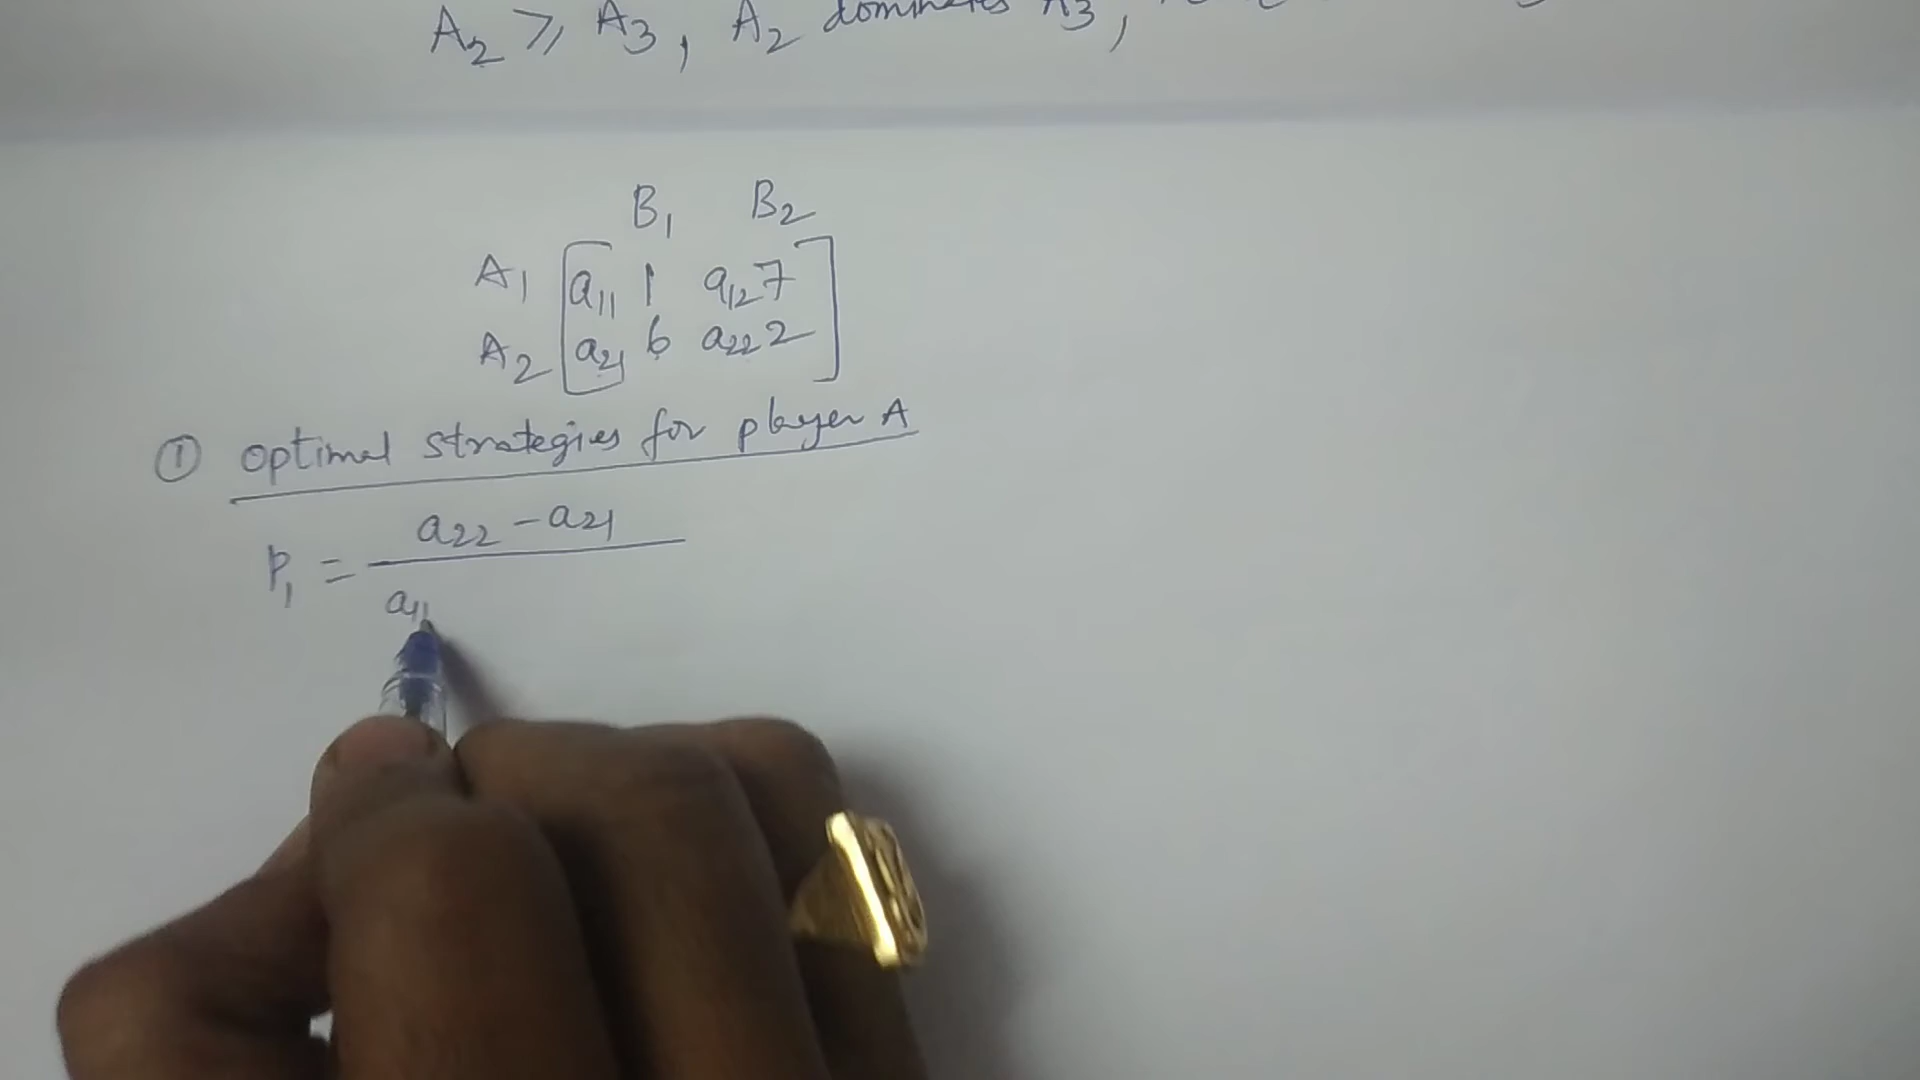 A2 ≥ A3, A2 dominates A3,
B1 B2
A1 [a11 1 a12 7]
A2 [a21 6 a22 2]
① optimal strategies for player A
a22 - a21
P1 =
a11